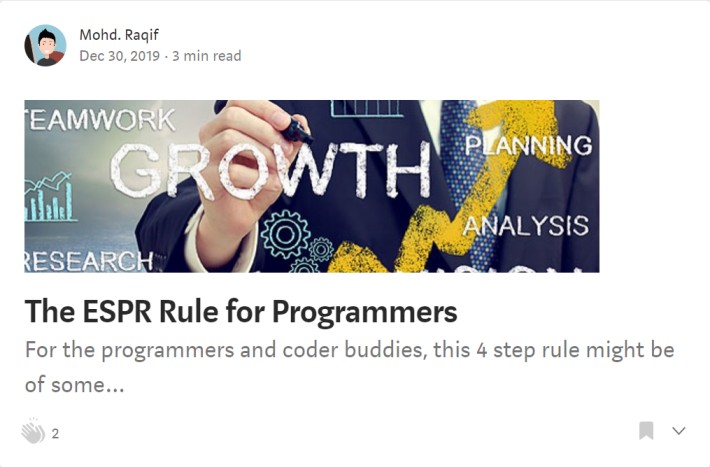 Mohd. Raqif
Dec 30, 2019 · 3 min read
EAMWORK
GROWTH
PLANNING
ANALYSIS
RESEARCH
The ESPR Rule for Programmers
For the programmers and coder buddies, this 4 step rule might be
of some...
2